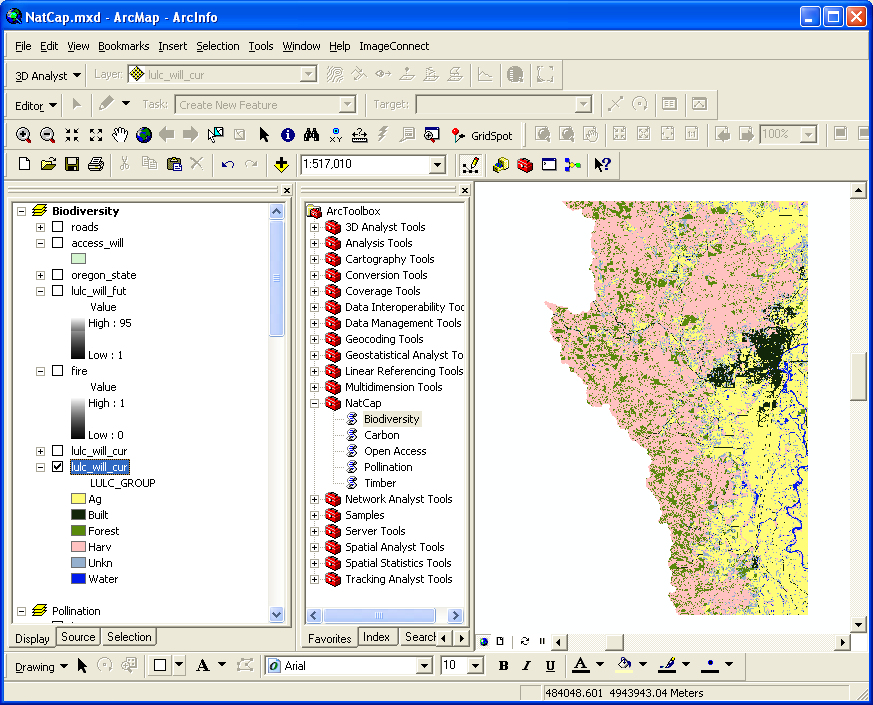 NatCap.mxd - ArcMap - ArcInfo
File Edit View Bookmarks Insert Selection Tools Window Help ImageConnect
3D Analyst Layer: lulc_will_cur
Editor Task: Create New Feature Target:
GridSpot 100%
1:517,010
Biodiversity
roads
access_will
oregon_state
lulc_will_fut
Value
High : 95
Low : 1
fire
Value
High : 1
Low : 0
lulc_will_cur
lulc_will_cur
LULC_GROUP
Ag
Built
Forest
Harv
Unkn
Water
Pollination
Display Source Selection
ArcToolbox
3D Analyst Tools
Analysis Tools
Cartography Tools
Conversion Tools
Coverage Tools
Data Interoperability Too
Data Management Tools
Geocoding Tools
Geostatistical Analyst To
Linear Referencing Tools
Multidimension Tools
NatCap
Biodiversity
Carbon
Open Access
Pollination
Timber
Network Analyst Tools
Samples
Server Tools
Spatial Analyst Tools
Spatial Statistics Tools
Tracking Analyst Tools
Favorites Index Search
Drawing A Arial 10 B I U A
484048.601 4943943.04 Meters